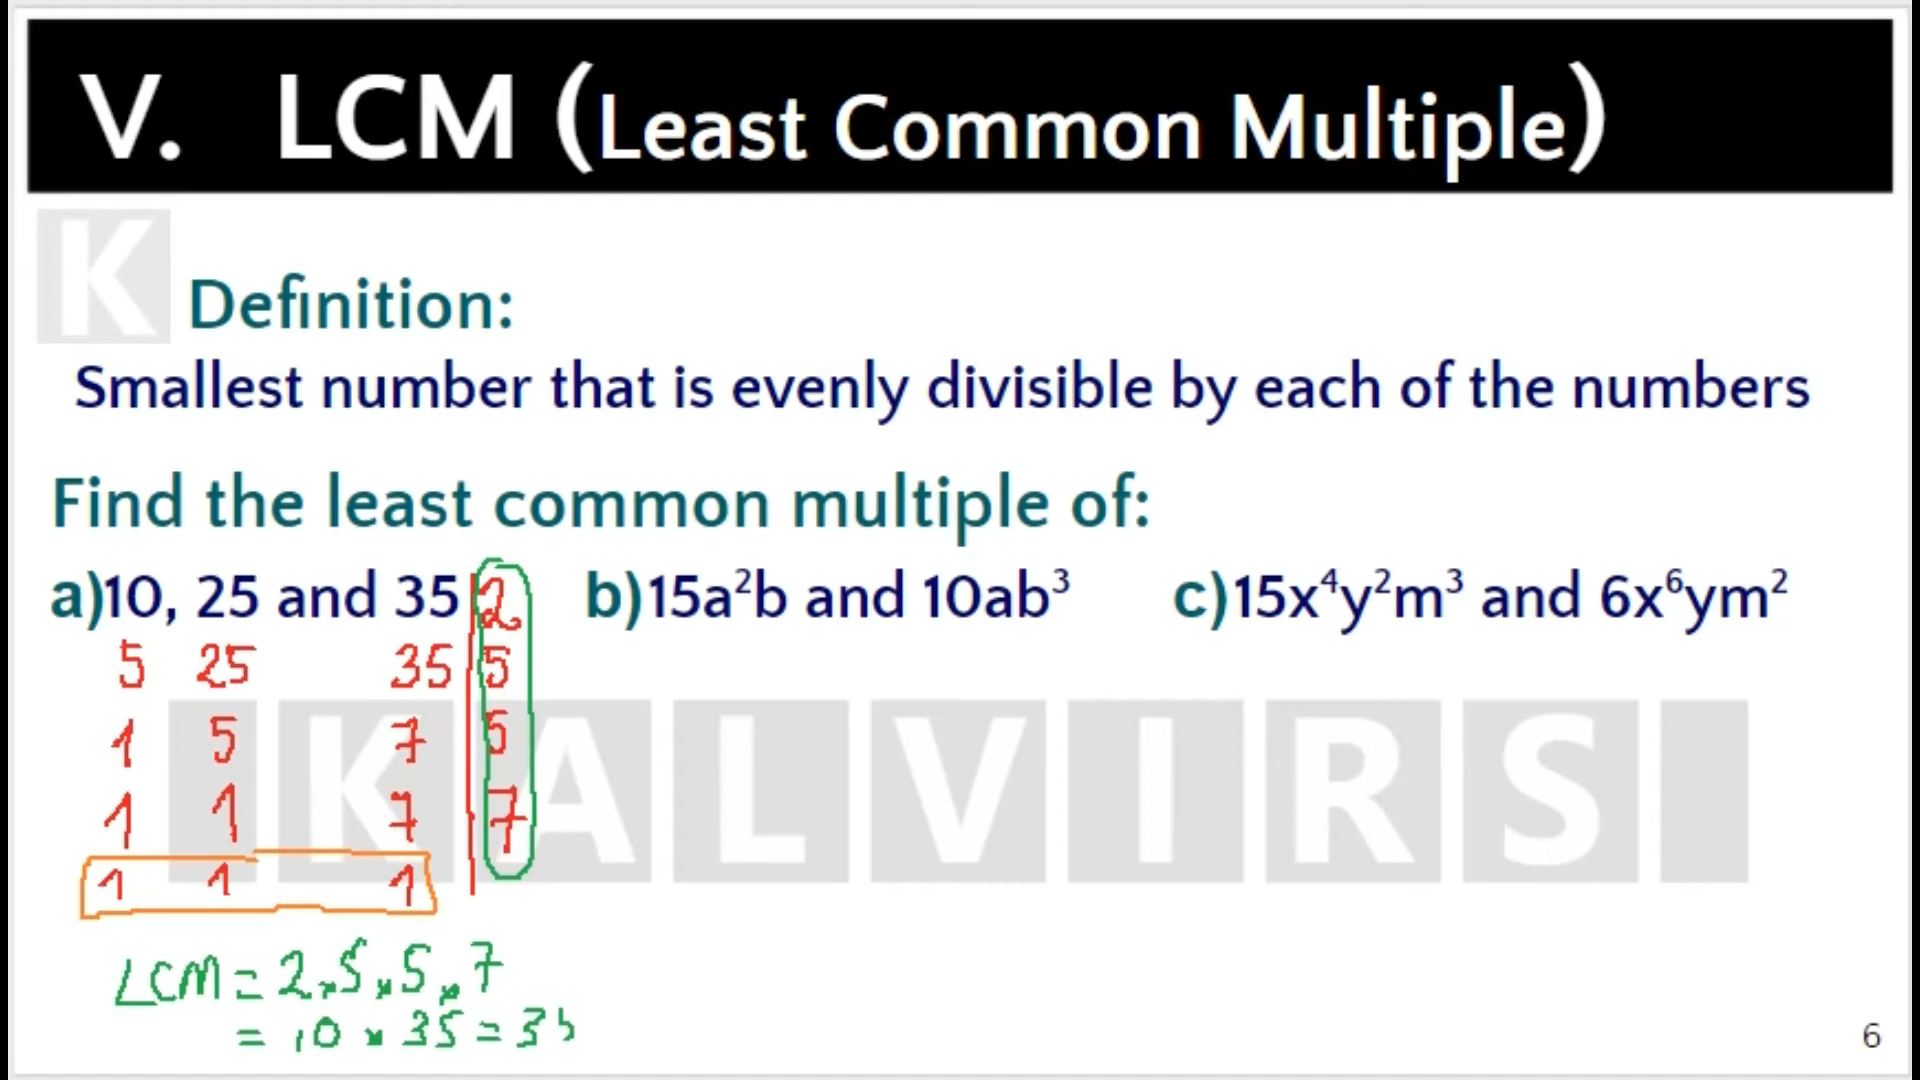 V. LCM (Least Common Multiple)
K
Definition:
Smallest number that is evenly divisible by each of the numbers
Find the least common multiple of:
a)10, 25 and 35 2 b)15a²b and 10ab³ c)15x⁴y²m³ and 6x⁶ym²
5 25 35 5
1 5 7 5
1 1 7 7
1 1 1
KALVIRS
LCM = 2 × 5 × 5 × 7
= 10 × 35 = 35
6